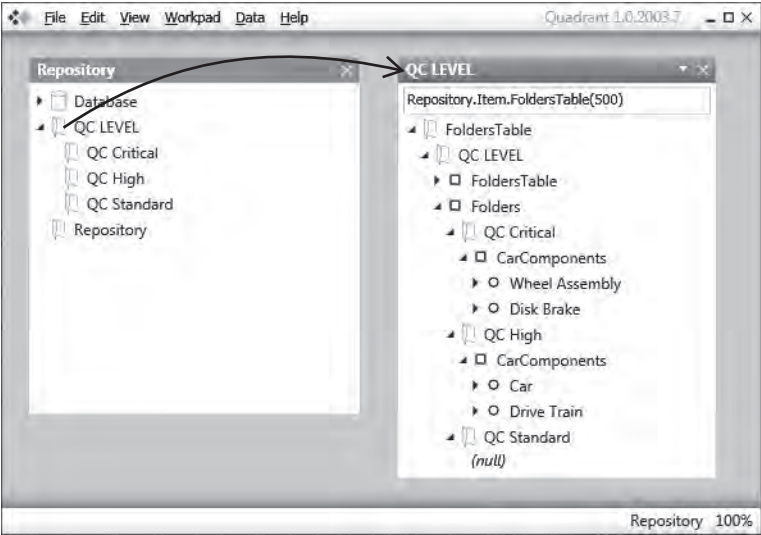 File Edit View Workpad Data Help
Quadrant 1.0.2003.7
Repository
Database
QC LEVEL
QC Critical
QC High
QC Standard
Repository
QC LEVEL
Repository.Item.FoldersTable(500)
FoldersTable
QC LEVEL
FoldersTable
Folders
QC Critical
CarComponents
Wheel Assembly
Disk Brake
QC High
CarComponents
Car
Drive Train
QC Standard
(null)
Repository 100%